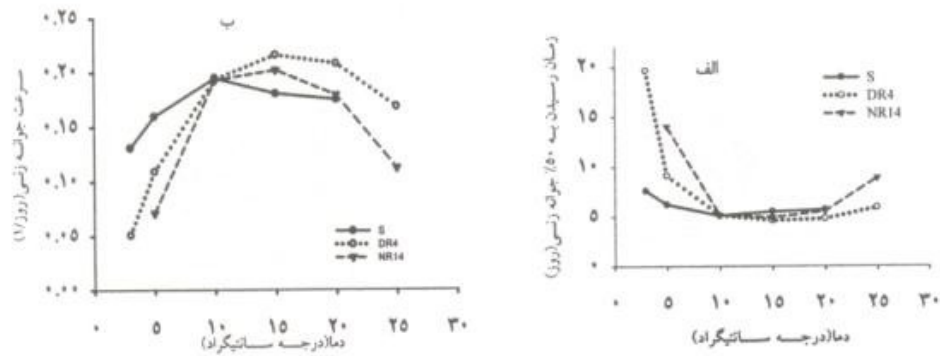 ب
سرعت جوانه زنی(روز/۱)
۰.۲۵
۰.۲۰
۰.۱۵
۰.۱۰
۰.۰۵
۰.۰۰
S
DR4
NR14
۰ ۵ ۱۰ ۱۵ ۲۰ ۲۵ ۳۰
دما(درجه سانتیگراد)
الف
زمان رسیدن به ۵۰٪ جوانه زنی(روز)
۲۰
۱۵
۱۰
۵
۰
S
DR4
NR14
۰ ۵ ۱۰ ۱۵ ۲۰ ۲۵ ۳۰
دما(درجه سانتیگراد)